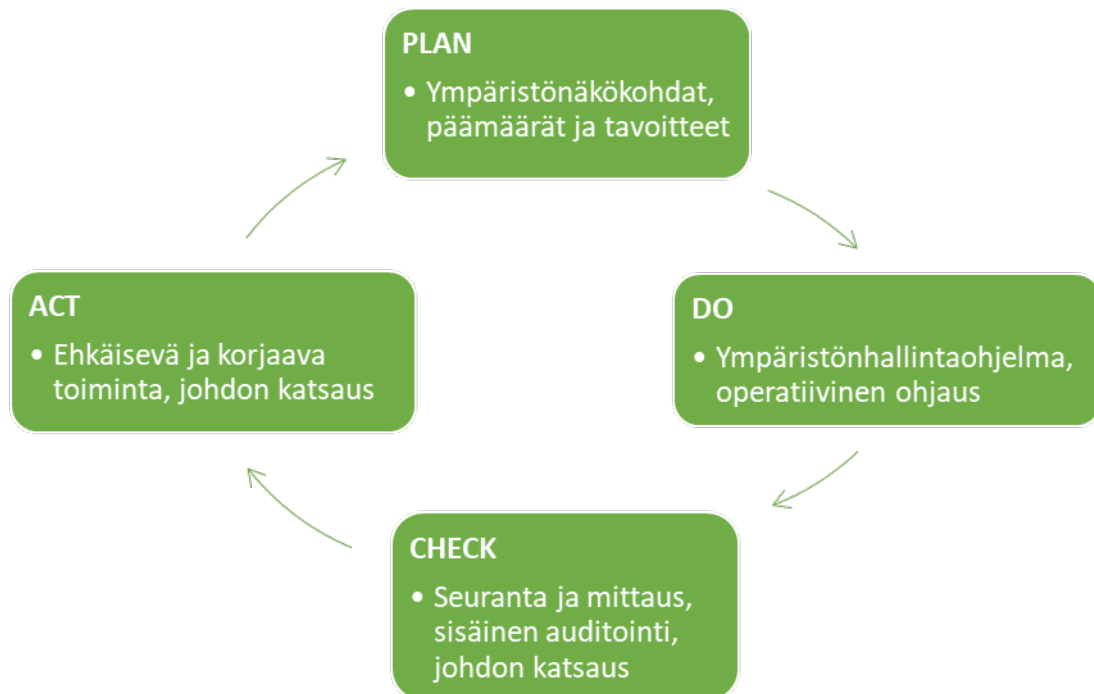 PLAN
• Ympäristönäkökohdat,
päämäärät ja tavoitteet
DO
• Ympäristönhallintaohjelma,
operatiivinen ohjaus
CHECK
• Seuranta ja mittaus,
sisäinen auditointi,
johdon katsaus
ACT
• Ehkäisevä ja korjaava
toiminta, johdon katsaus